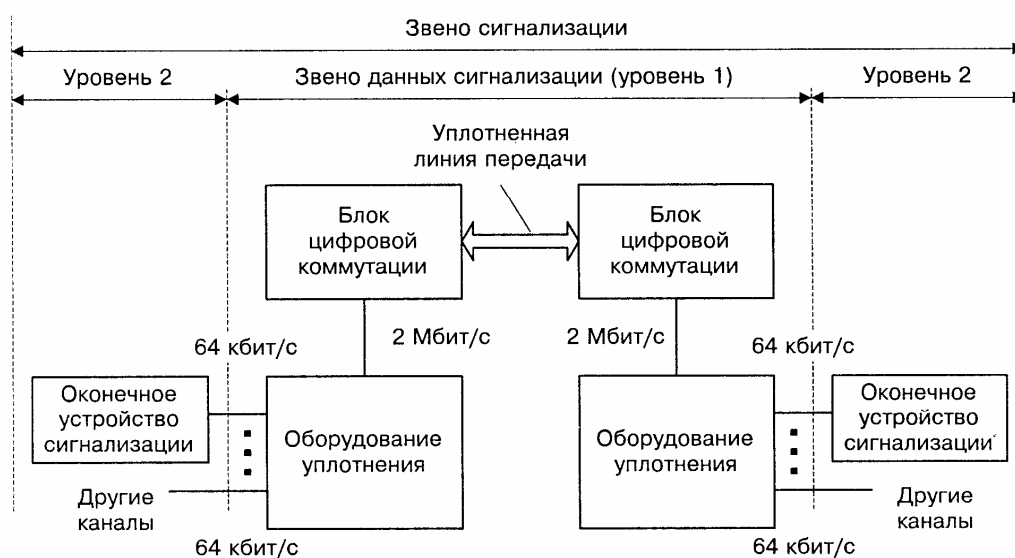 Звено сигнализации
Уровень 2
Звено данных сигнализации (уровень 1)
Уровень 2
Уплотненная
линия передачи
Блок
цифровой
коммутации
Блок
цифровой
коммутации
64 кбит/с
2 Мбит/с
2 Мбит/с
64 кбит/с
Оконечное
устройство
сигнализации
Оборудование
уплотнения
Оборудование
уплотнения
Оконечное
устройство
сигнализации
Другие
каналы
Другие
каналы
64 кбит/с
64 кбит/с